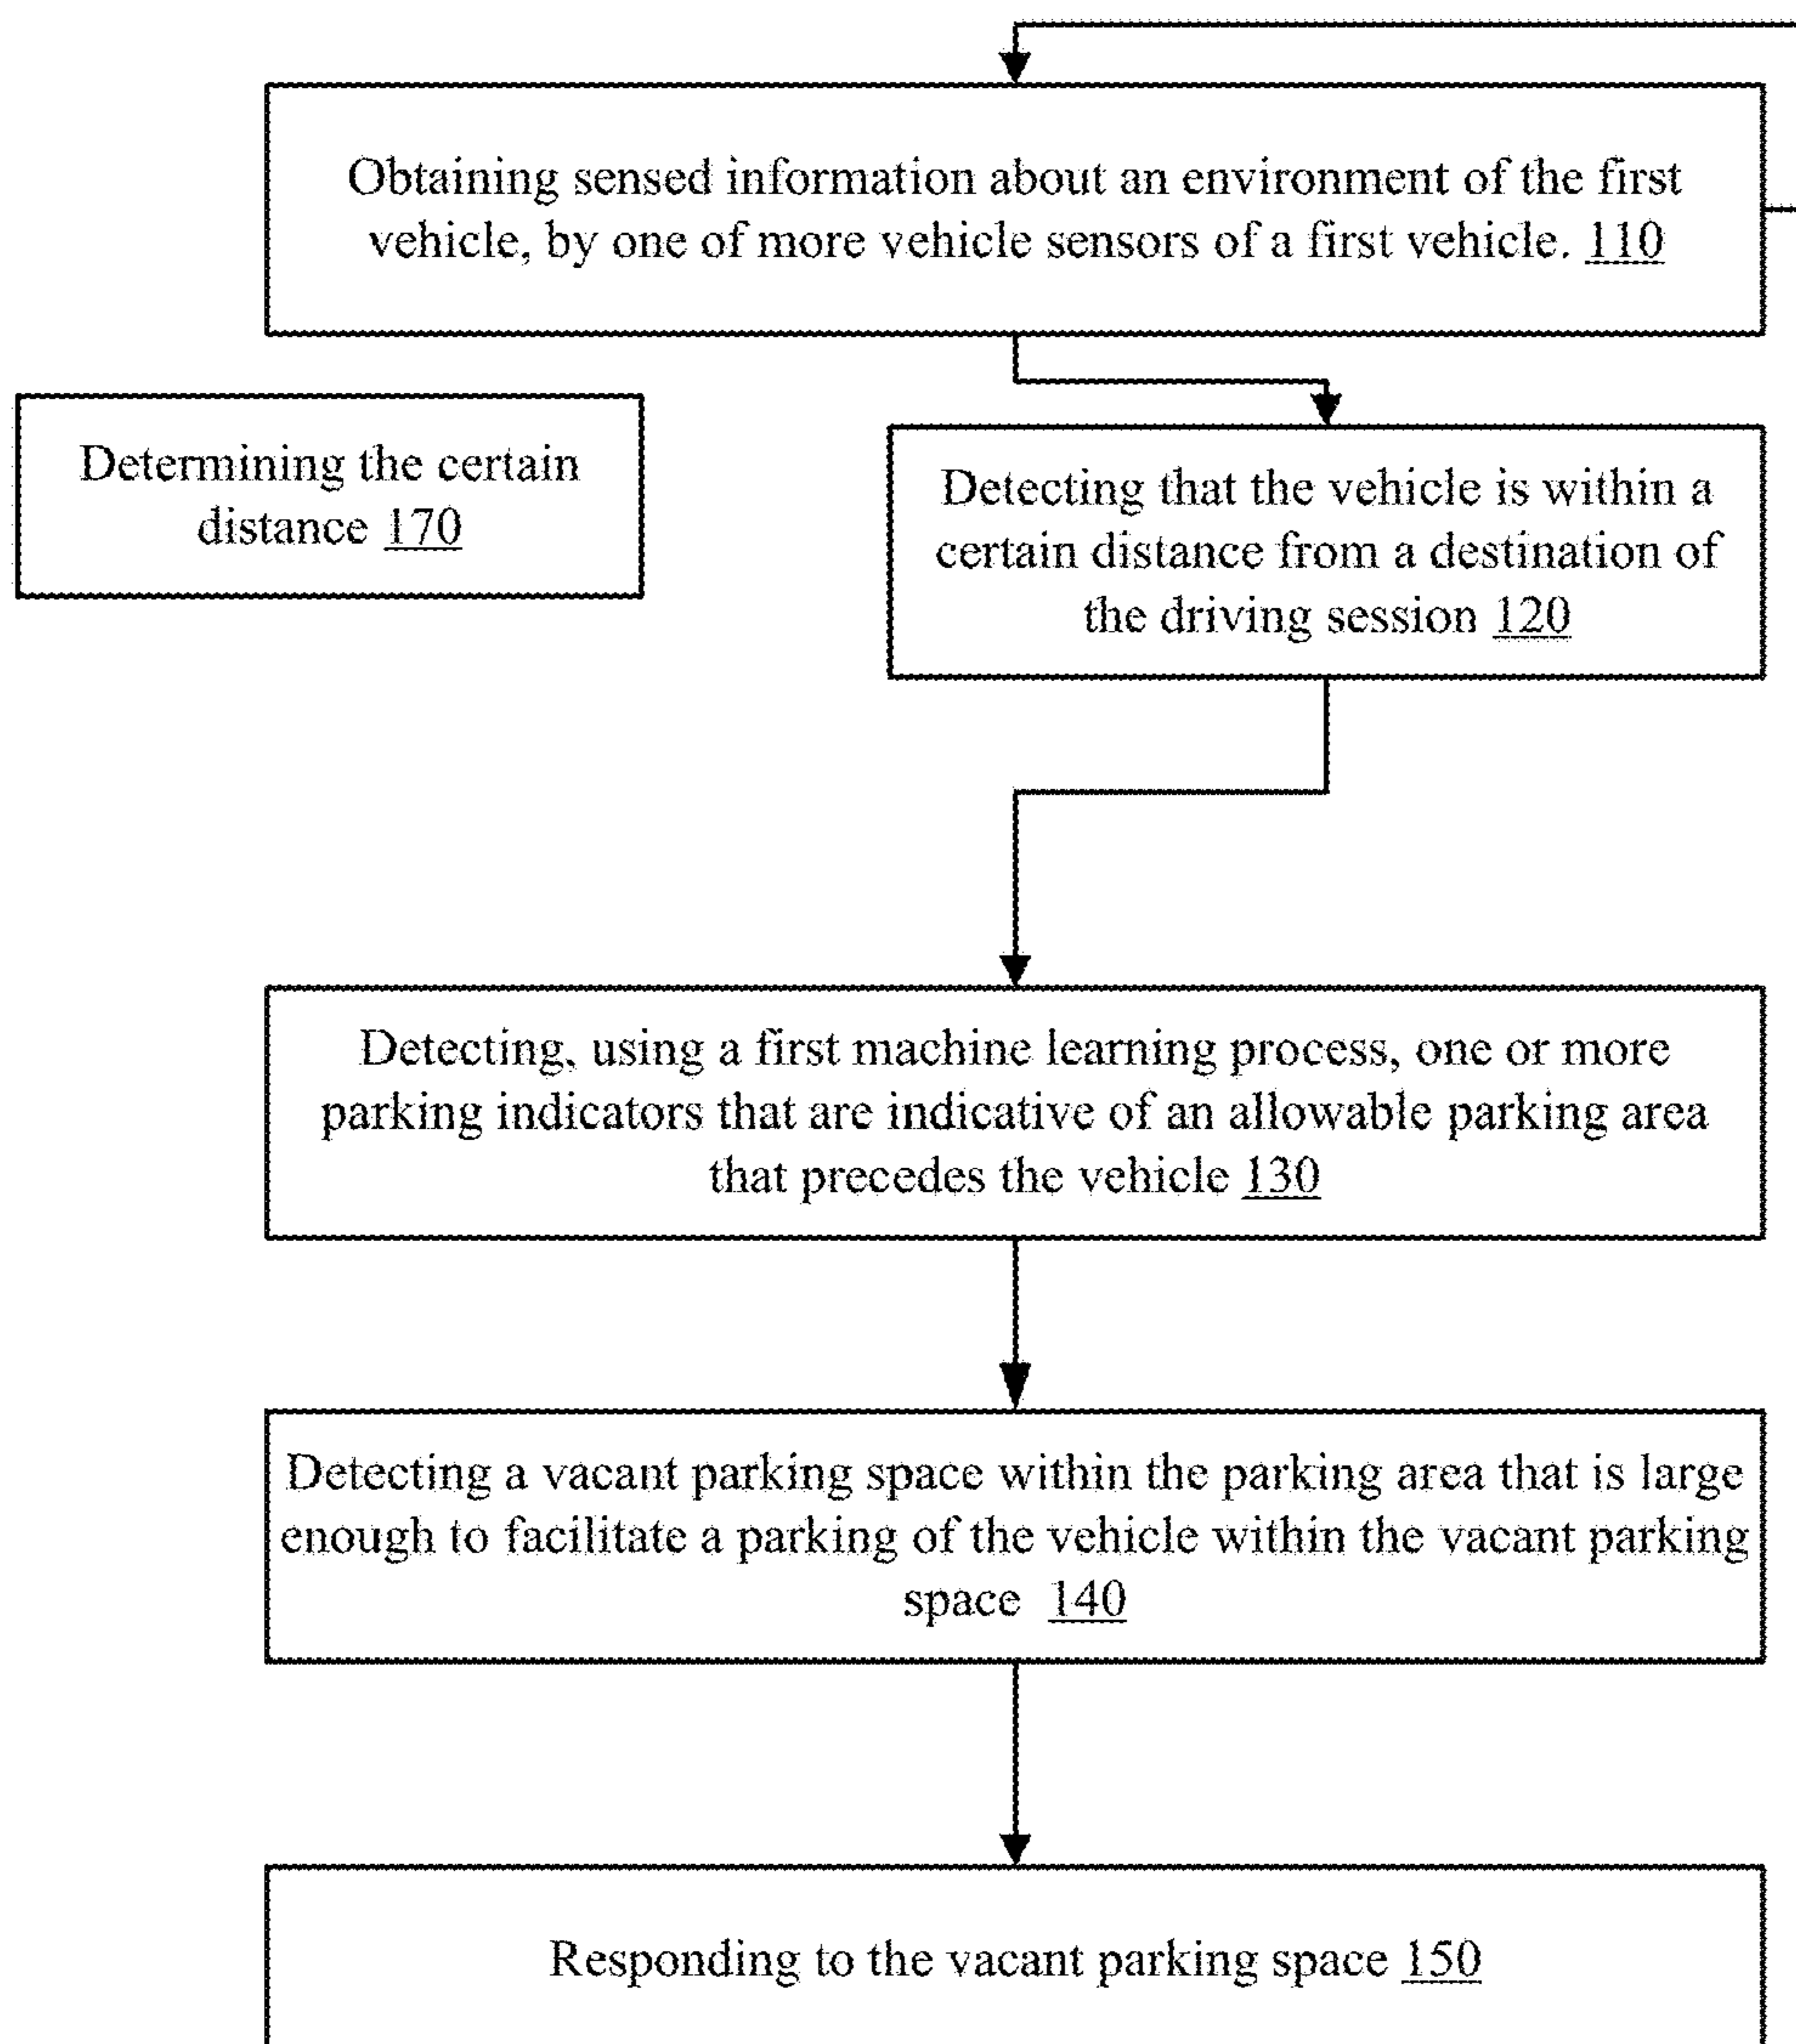 Obtaining sensed information about an environment of the first
vehicle, by one of more vehicle sensors of a first vehicle. 110
Determining the certain
distance 170
Detecting that the vehicle is within a
certain distance from a destination of
the driving session 120
Detecting, using a first machine learning process, one or more
parking indicators that are indicative of an allowable parking area
that precedes the vehicle 130
Detecting a vacant parking space within the parking area that is large
enough to facilitate a parking of the vehicle within the vacant parking
space 140
Responding to the vacant parking space 150